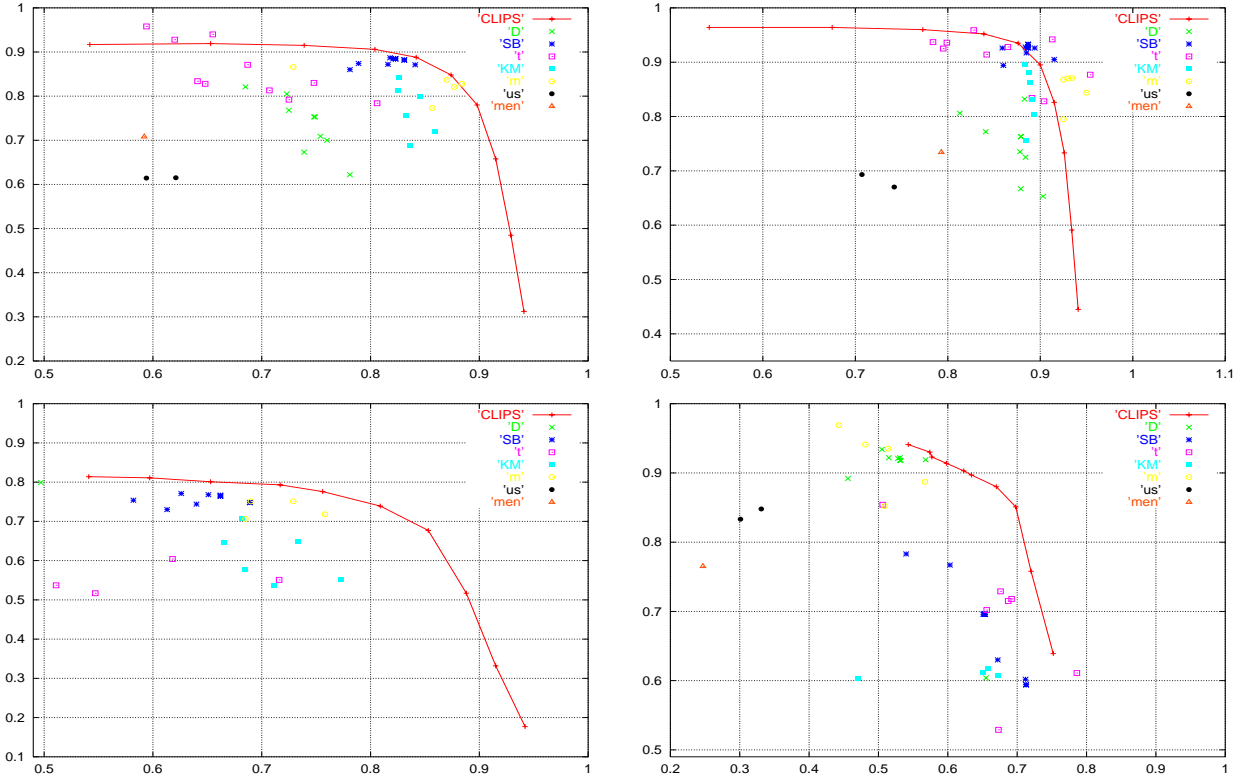 1
0.9
0.8
0.7
0.6
0.5
0.4
0.3
0.2
'CLIPS'
'D'
'SB'
't'
'KM'
'm'
'us'
'men'
0.5 0.6 0.7 0.8 0.9 1
1
0.9
0.8
0.7
0.6
0.5
0.4
'CLIPS'
'D'
'SB'
't'
'KM'
'm'
'us'
'men'
0.5 0.6 0.7 0.8 0.9 1 1.1
1
0.9
0.8
0.7
0.6
0.5
0.4
0.3
0.2
0.1
'CLIPS'
'D'
'SB'
't'
'KM'
'm'
'us'
'men'
0.5 0.6 0.7 0.8 0.9 1
1
0.9
0.8
0.7
0.6
0.5
'CLIPS'
'D'
'SB'
't'
'KM'
'm'
'us'
'men'
0.2 0.3 0.4 0.5 0.6 0.7 0.8 0.9 1